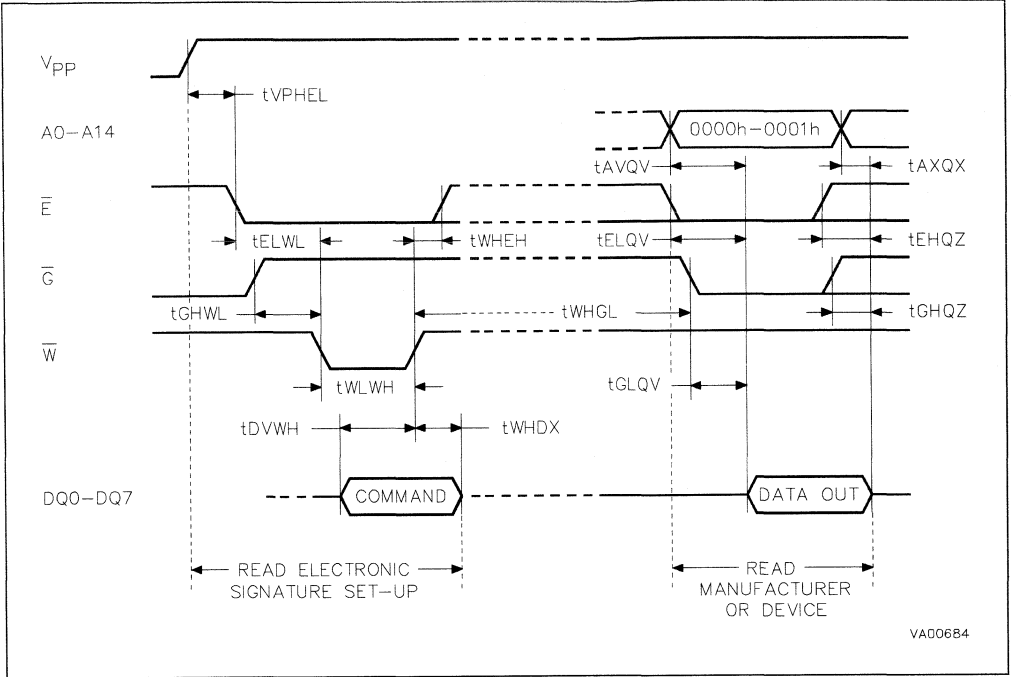 VPP
tVPHEL
A0-A14
0000h-0001h
tAVQV
tAXQX
E
tELWL
tWHEH
tELQV
tEHQZ
G
tGHWL
tWHGL
tGHQZ
W
tWLWH
tGLQV
tDVWH
tWHDX
DQ0-DQ7
COMMAND
DATA OUT
READ ELECTRONIC
SIGNATURE SET-UP
READ
MANUFACTURER
OR DEVICE
VA00684